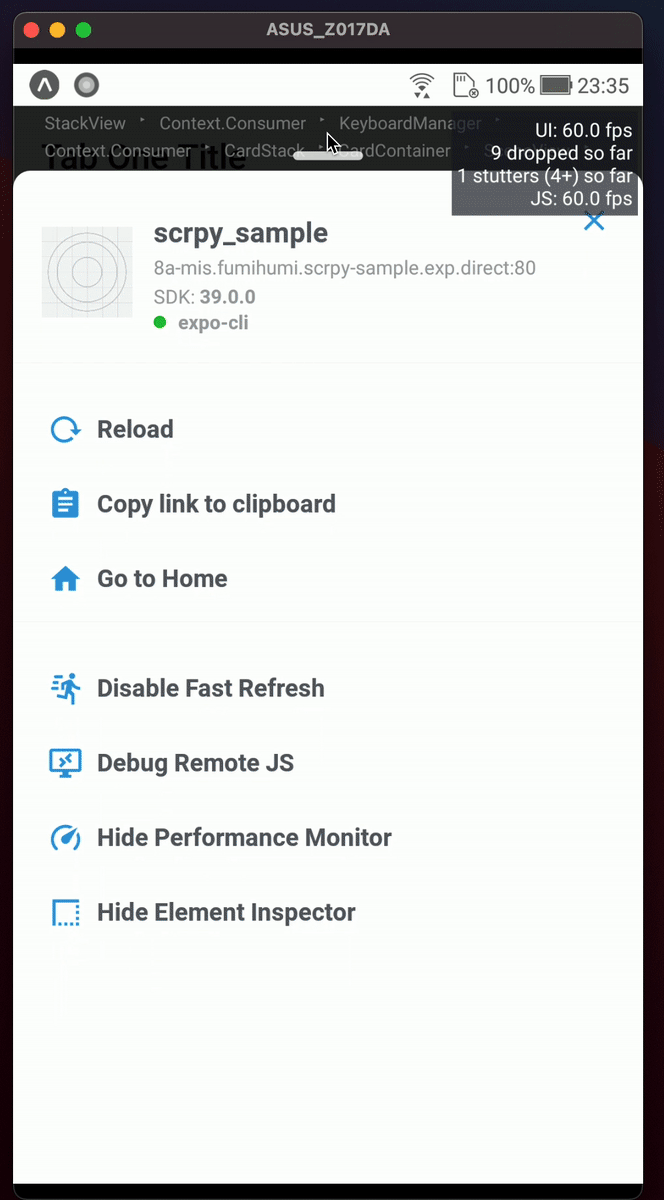 ASUS_Z017DA
100% 23:35
StackView ‣ Context.Consumer ‣ KeyboardManager ‣
Context.Consumer ‣ CardStack ‣ CardContainer ‣
Tab One Title
UI: 60.0 fps
9 dropped so far
1 stutters (4+) so far
JS: 60.0 fps
scrpy_sample
8a-mis.fumihumi.scrpy-sample.exp.direct:80
SDK: 39.0.0
expo-cli
Reload
Copy link to clipboard
Go to Home
Disable Fast Refresh
Debug Remote JS
Hide Performance Monitor
Hide Element Inspector